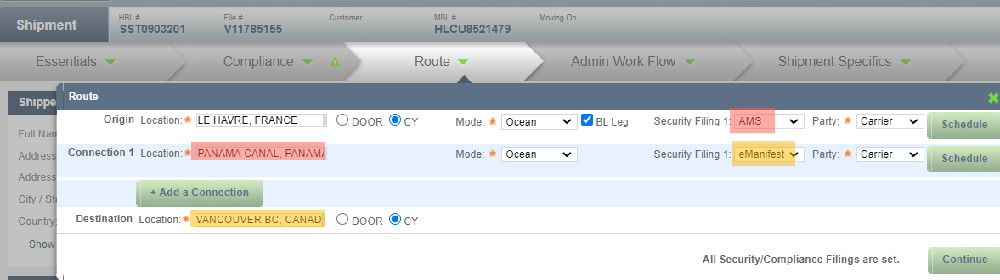 Shipment
HBL # File # Customer MBL # Moving On
SST0903201 V11785155 HLCU8521479
Essentials Compliance Route Admin Work Flow Shipment Specifics
Shippe
Route
Origin Location:* LE HAVRE, FRANCE DOOR CY Mode: * Ocean BL Leg Security Filing 1: AMS Party: * Carrier Schedule
Full Nam
Connection 1 Location:* PANAMA CANAL, PANAMA Mode: * Ocean Security Filing 1: eManifest Party: * Carrier Schedule
Address
Address
+ Add a Connection
City / Sta
Destination Location:* VANCOUVER BC, CANAD DOOR CY
Country:
Show
All Security/Compliance Filings are set. Continue